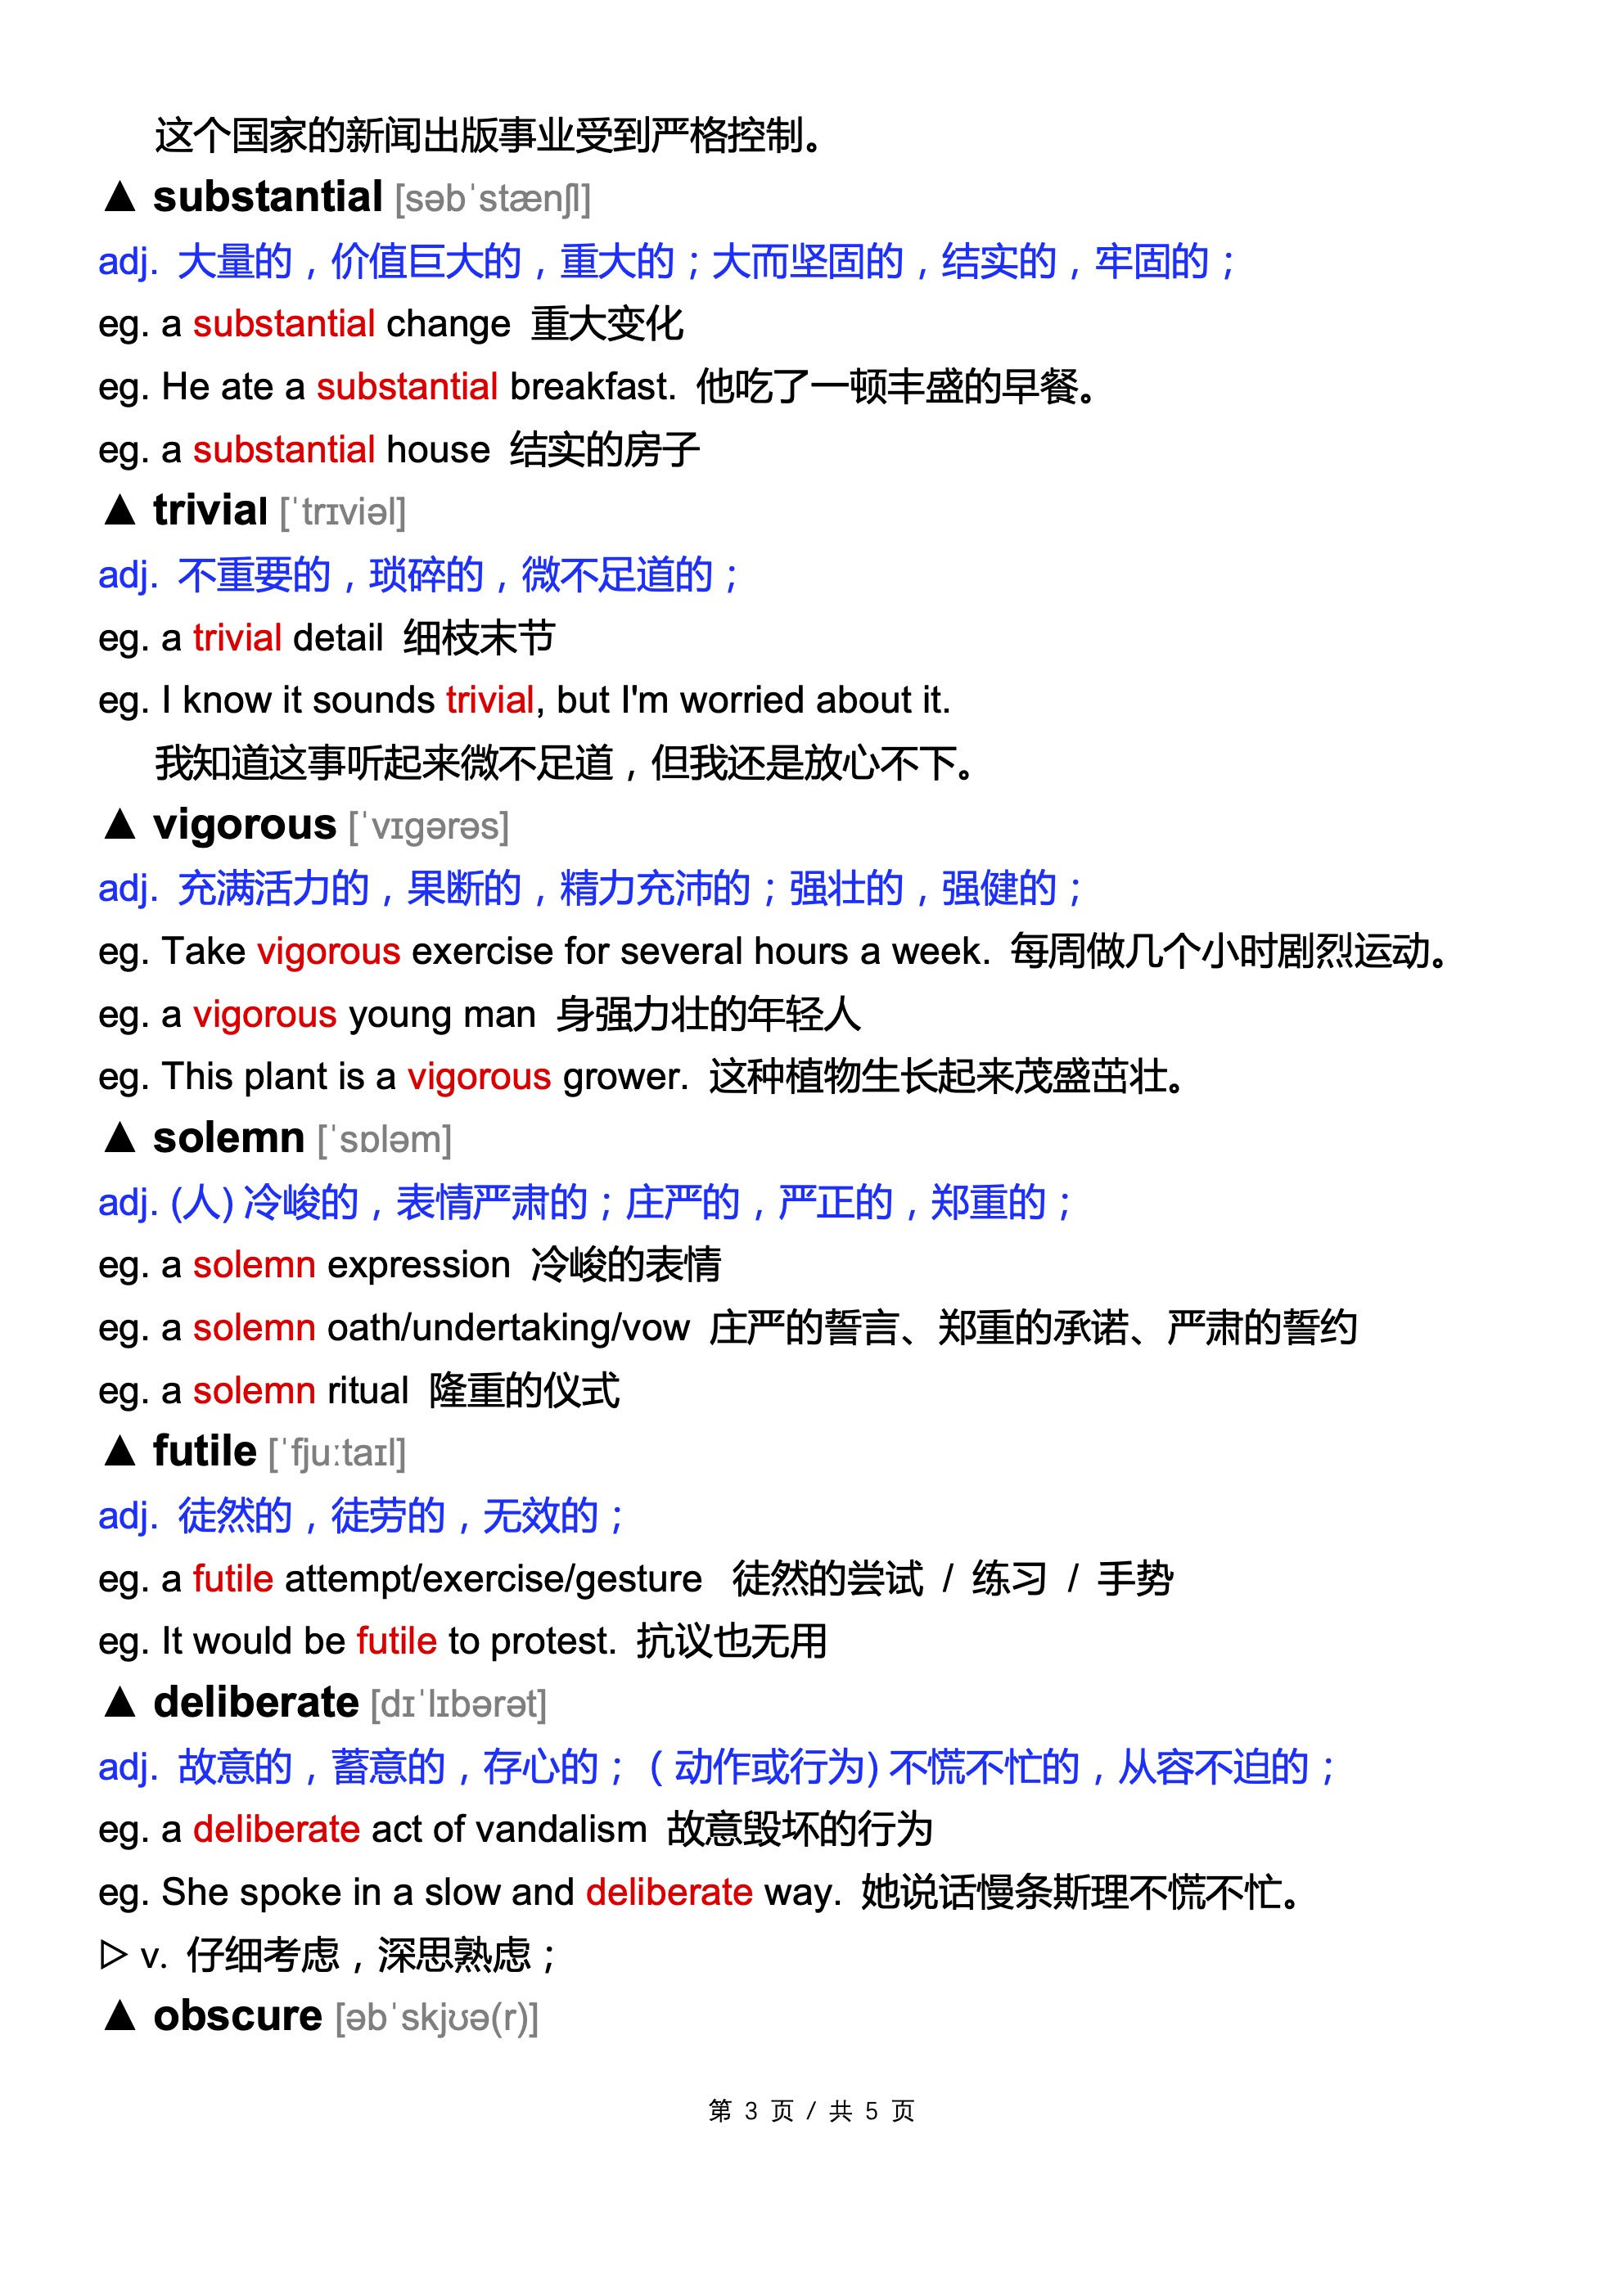 这个国家的新闻出版事业受到严格控制。
▲ substantial [səbˈstænʃl]
adj. 大量的，价值巨大的，重大的；大而坚固的，结实的，牢固的；
eg. a substantial change 重大变化
eg. He ate a substantial breakfast. 他吃了一顿丰盛的早餐。
eg. a substantial house 结实的房子
▲ trivial [ˈtrɪviəl]
adj. 不重要的，琐碎的，微不足道的；
eg. a trivial detail 细枝末节
eg. I know it sounds trivial, but I'm worried about it.
我知道这事听起来微不足道，但我还是放心不下。
▲ vigorous [ˈvɪgərəs]
adj. 充满活力的，果断的，精力充沛的；强壮的，强健的；
eg. Take vigorous exercise for several hours a week. 每周做几个小时剧烈运动。
eg. a vigorous young man 身强力壮的年轻人
eg. This plant is a vigorous grower. 这种植物生长起来茂盛茁壮。
▲ solemn [ˈsɒləm]
adj. (人) 冷峻的，表情严肃的；庄严的，严正的，郑重的；
eg. a solemn expression 冷峻的表情
eg. a solemn oath/undertaking/vow 庄严的誓言、郑重的承诺、严肃的誓约
eg. a solemn ritual 隆重的仪式
▲ futile [ˈfjuːtaɪl]
adj. 徒然的，徒劳的，无效的；
eg. a futile attempt/exercise/gesture 徒然的尝试 / 练习 / 手势
eg. It would be futile to protest. 抗议也无用
▲ deliberate [dɪˈlɪbərət]
adj. 故意的，蓄意的，存心的；（动作或行为) 不慌不忙的，从容不迫的；
eg. a deliberate act of vandalism 故意毁坏的行为
eg. She spoke in a slow and deliberate way. 她说话慢条斯理不慌不忙。
▷ v. 仔细考虑，深思熟虑；
▲ obscure [əbˈskjʊə(r)]
第 3 页 / 共 5 页